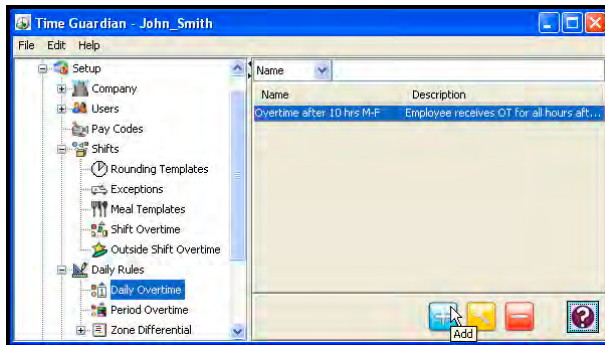 Time Guardian - John_Smith
File Edit Help
Setup
Company
Users
Pay Codes
Shifts
Rounding Templates
Exceptions
Meal Templates
Shift Overtime
Outside Shift Overtime
Daily Rules
Daily Overtime
Period Overtime
Zone Differential
Name
Name Description
Overtime after 10 hrs M-F Employee receives OT for all hours aft...
Add